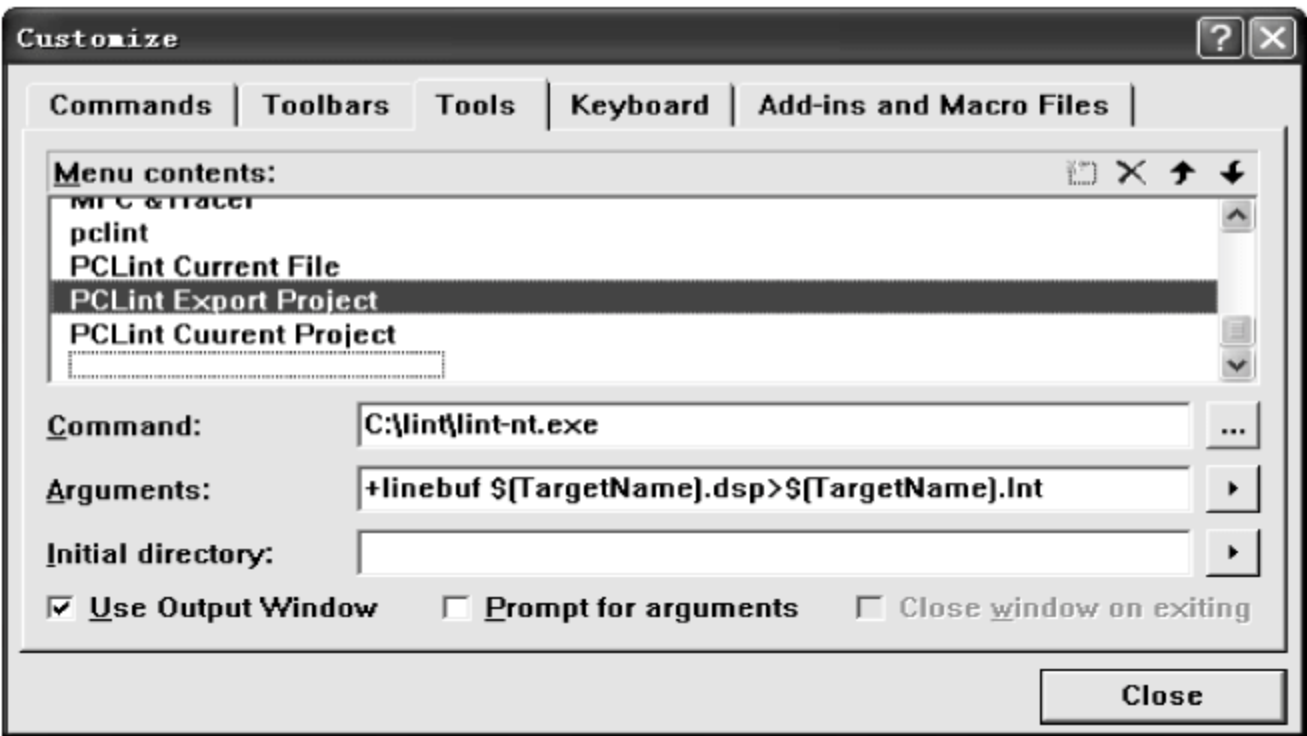 Customize
Commands Toolbars Tools Keyboard Add-ins and Macro Files
Menu contents:
MFC &Tracer
pclint
PCLint Current File
PCLint Export Project
PCLint Cuurent Project
Command: C:\lint\lint-nt.exe ...
Arguments: +linebuf $(TargetName).dsp>$(TargetName).lnt
Initial directory:
Use Output Window Prompt for arguments Close window on exiting
Close